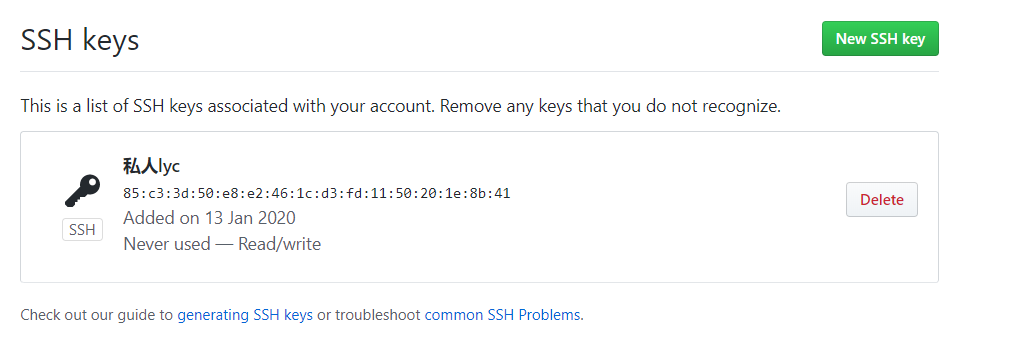 SSH keys
New SSH key
This is a list of SSH keys associated with your account. Remove any keys that you do not recognize.
私人lyc
85:c3:3d:50:e8:e2:46:1c:d3:fd:11:50:20:1e:8b:41
Delete
Added on 13 Jan 2020
SSH
Never used — Read/write
Check out our guide to generating SSH keys or troubleshoot common SSH Problems.